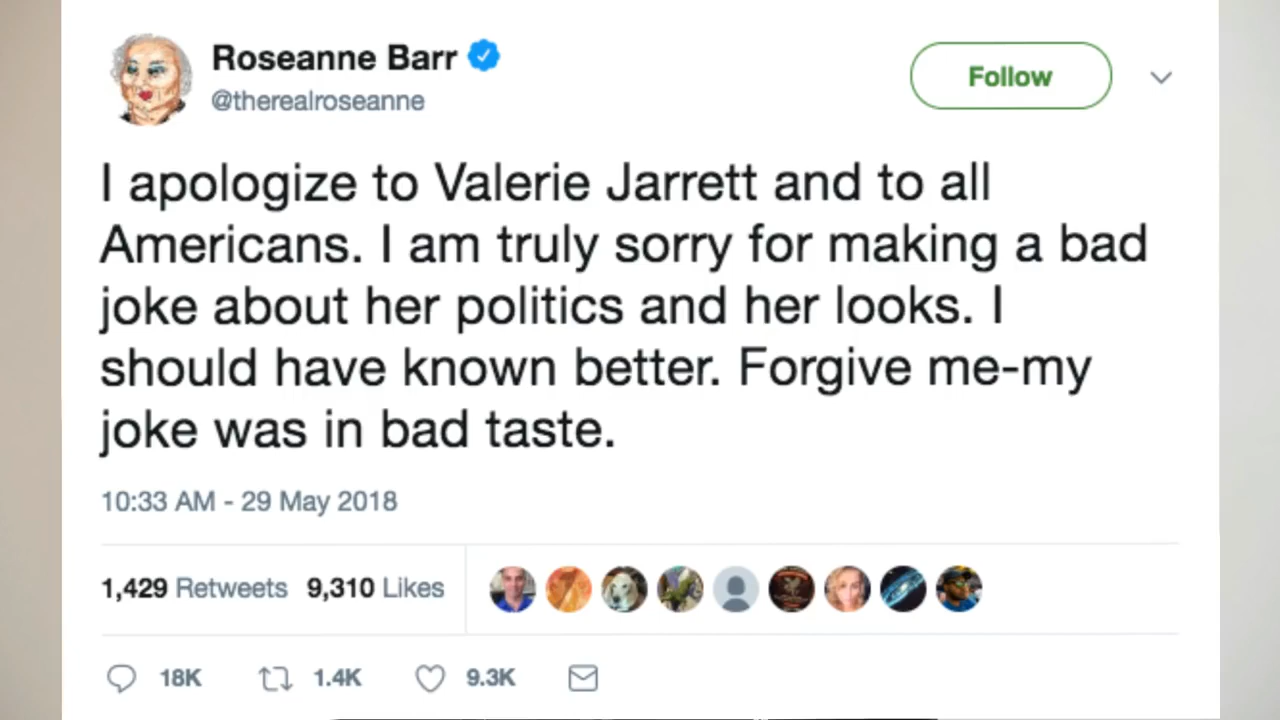 Roseanne Barr
@therealroseanne
Follow
I apologize to Valerie Jarrett and to all
Americans. I am truly sorry for making a bad
joke about her politics and her looks. I
should have known better. Forgive me-my
joke was in bad taste.
10:33 AM - 29 May 2018
1,429 Retweets 9,310 Likes
18K 1.4K 9.3K